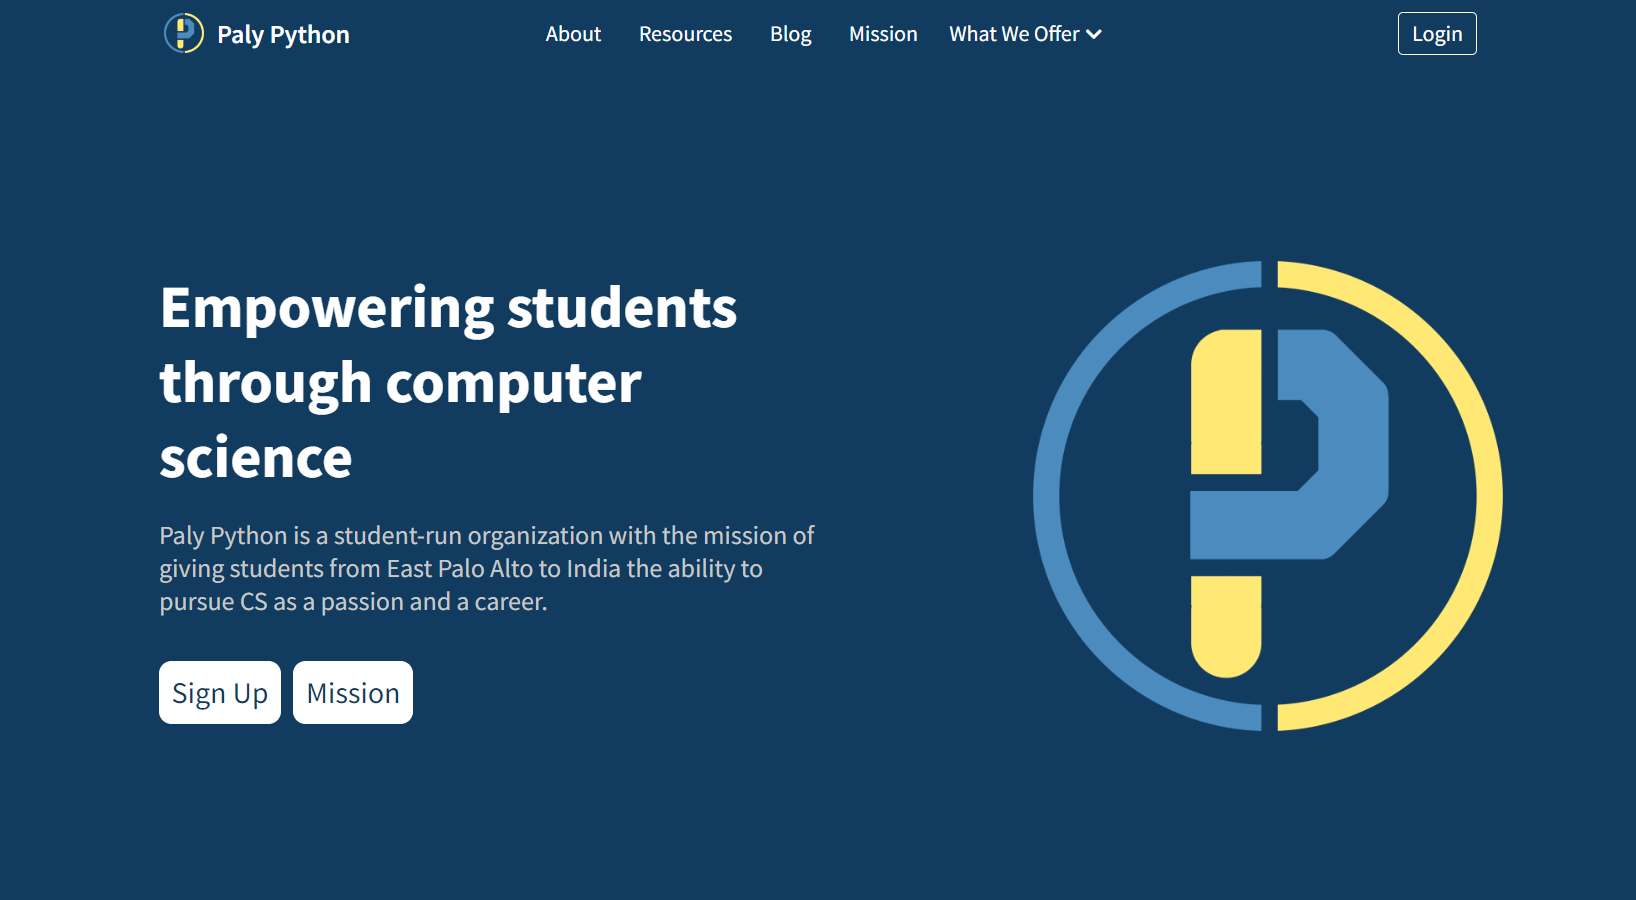 Paly Python
About
Resources
Blog
Mission
What We Offer
Login
Empowering students
through computer
science
Paly Python is a student-run organization with the mission of
giving students from East Palo Alto to India the ability to
pursue CS as a passion and a career.
Sign Up
Mission